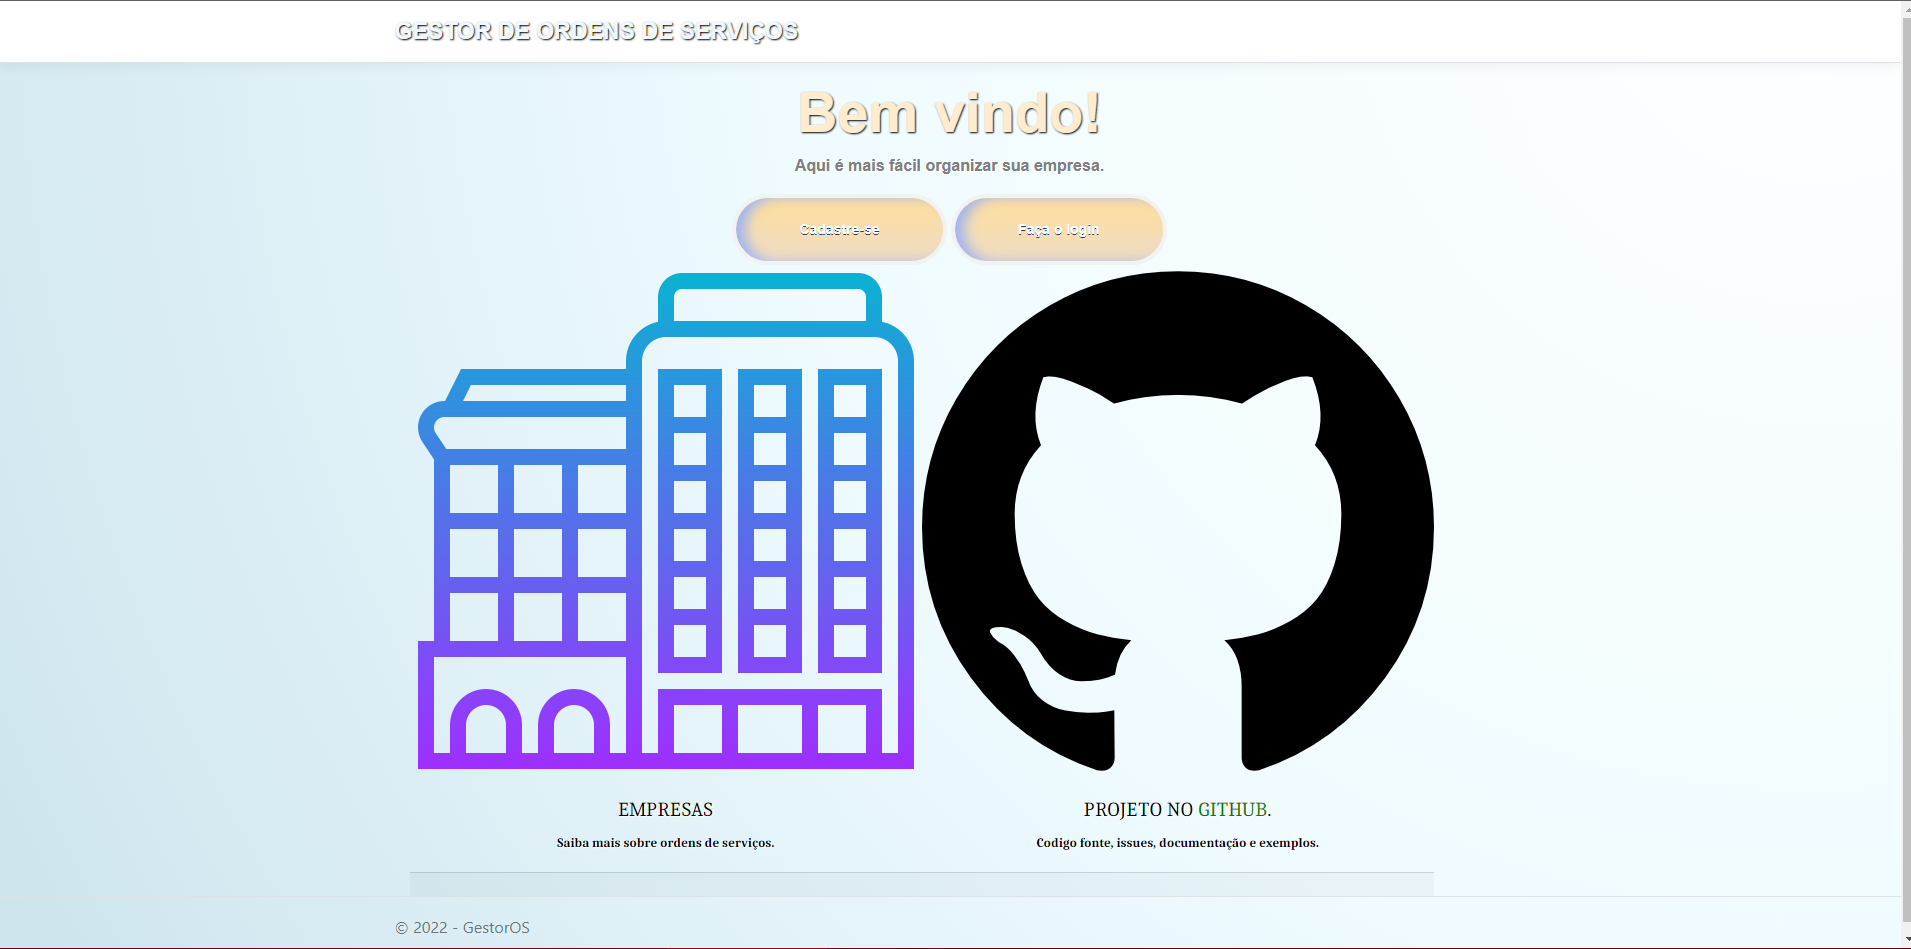 GESTOR DE ORDENS DE SERVIÇOS
Bem vindo!
Aqui é mais fácil organizar sua empresa.
Cadastre-se
Faça o login
EMPRESAS
Saiba mais sobre ordens de serviços.
PROJETO NO GITHUB.
Codigo fonte, issues, documentação e exemplos.
© 2022 - GestorOS